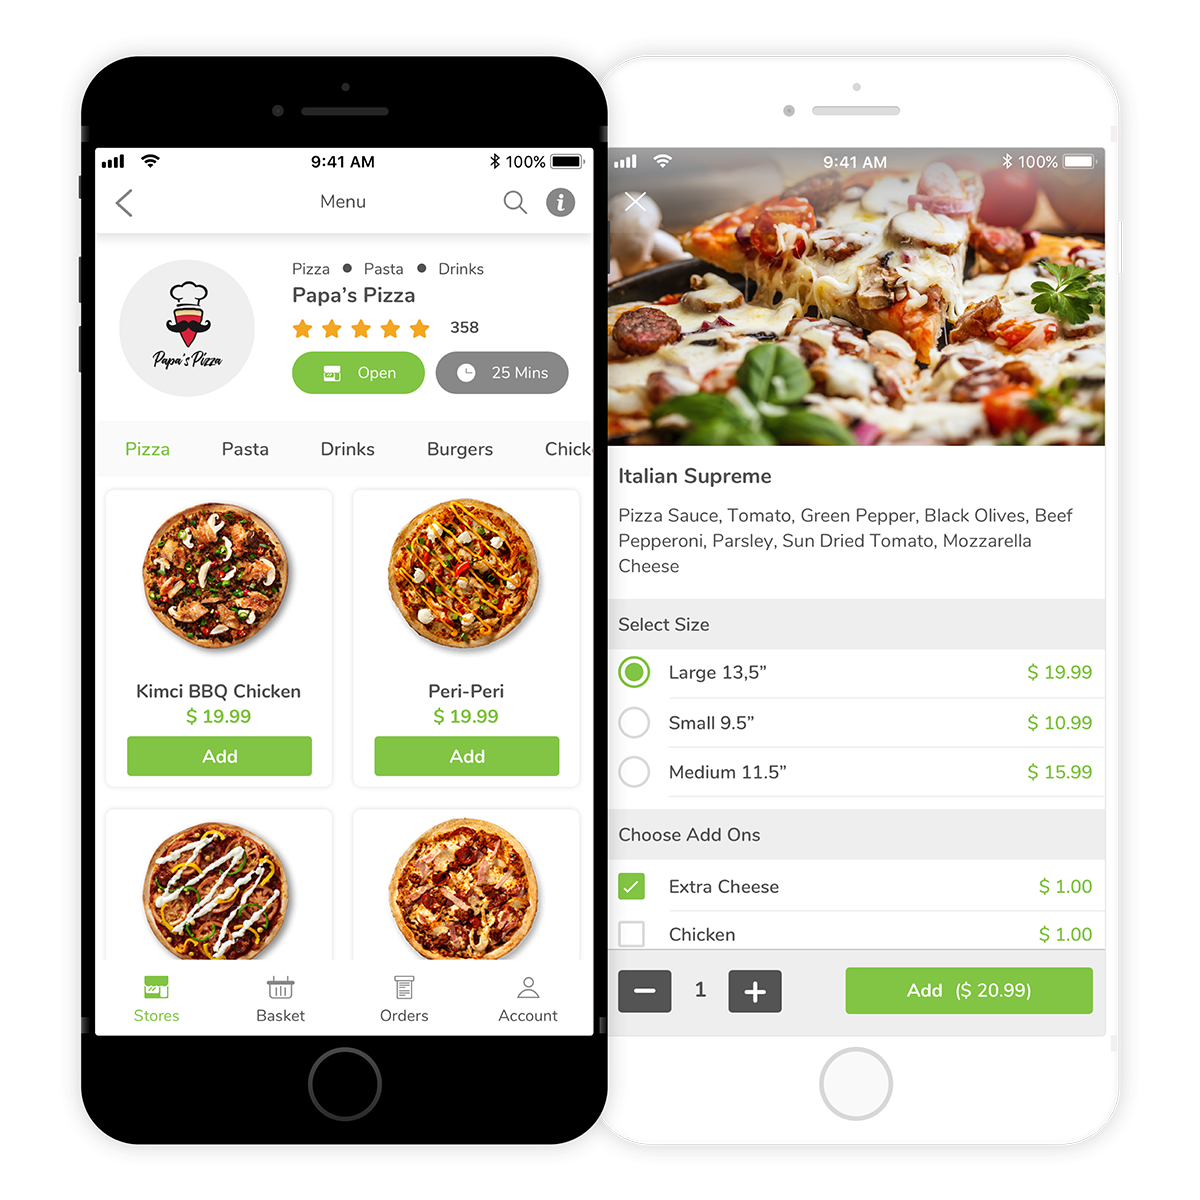 9:41 AM
100%
Menu
Pizza ● Pasta ● Drinks
Papa's Pizza
358
Papa's Pizza
Open
25 Mins
Pizza Pasta Drinks Burgers Chick
Kimci BBQ Chicken
$ 19.99
Add
Peri-Peri
$ 19.99
Add
Stores
Basket
Orders
Account
9:41 AM
100%
Italian Supreme
Pizza Sauce, Tomato, Green Pepper, Black Olives, Beef
Pepperoni, Parsley, Sun Dried Tomato, Mozzarella
Cheese
Select Size
Large 13,5” $ 19.99
Small 9.5” $ 10.99
Medium 11.5” $ 15.99
Choose Add Ons
Extra Cheese $ 1.00
Chicken $ 1.00
1
Add ($ 20.99)